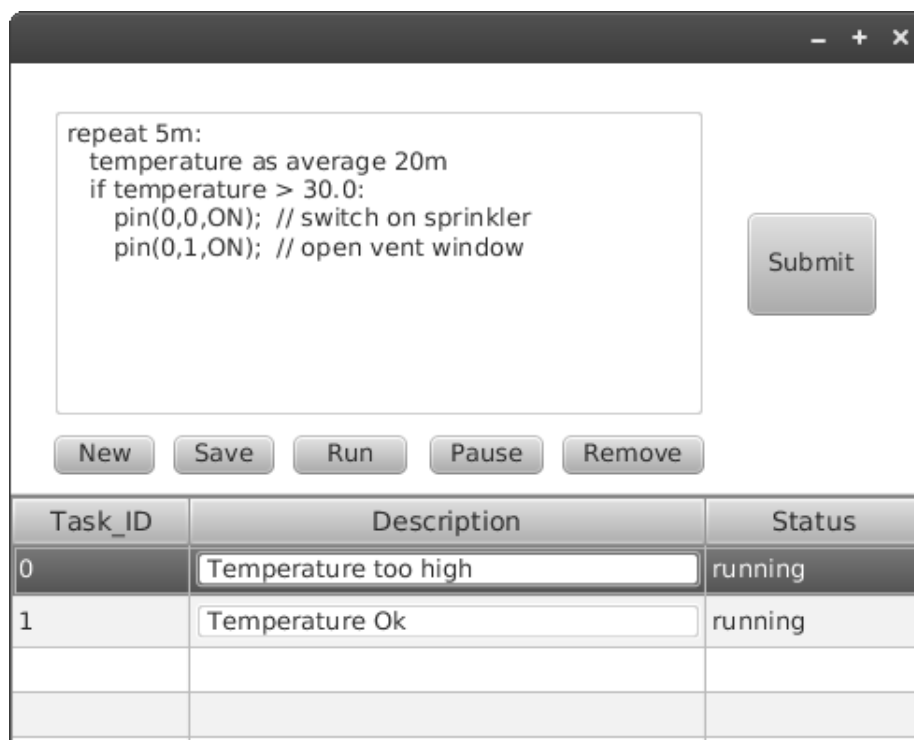 repeat 5m:
temperature as average 20m
if temperature > 30.0:
pin(0,0,ON);  // switch on sprinkler
pin(0,1,ON);  // open vent window
Submit
New Save Run Pause Remove
Task_ID Description Status
0 Temperature too high running
1 Temperature Ok running